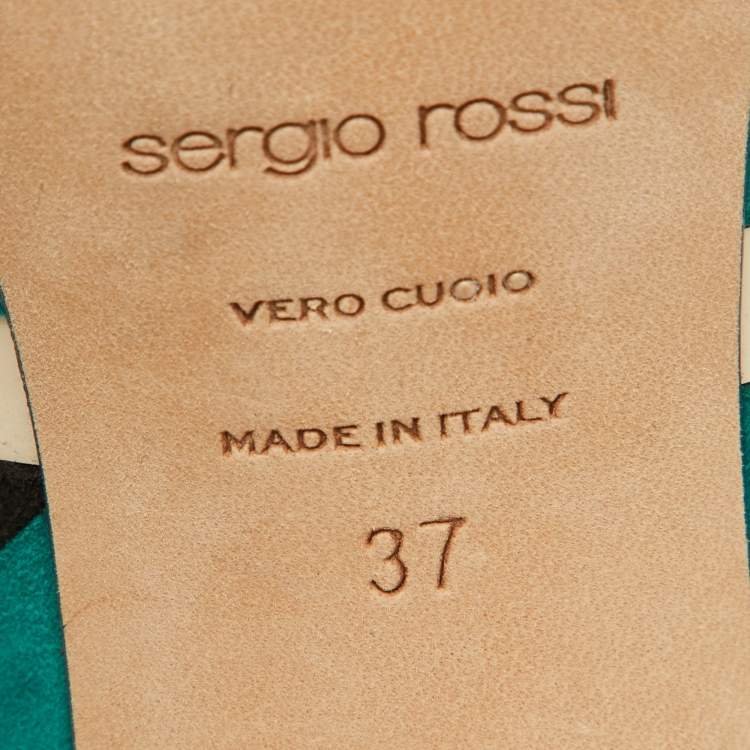 sergio rossi
VERO CUOIO
MADE IN ITALY
37